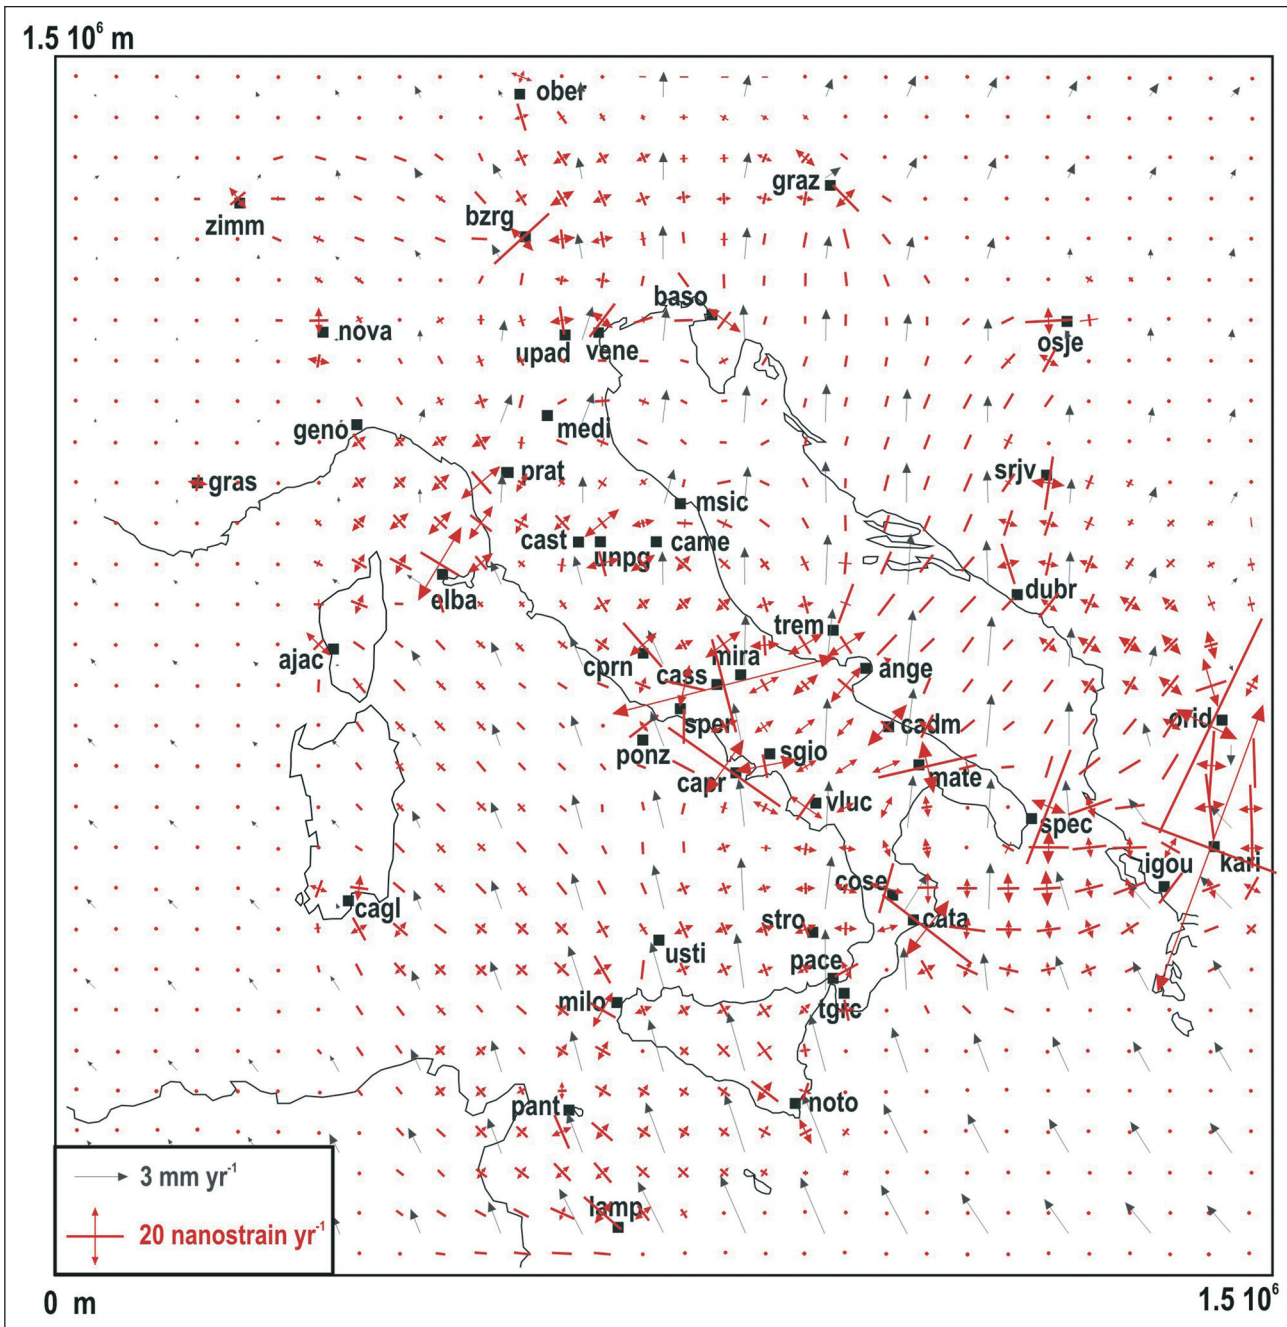 1.5 10⁶ m
ober
graz
zimm
bzrg
baso
nova
upad
vene
osje
genó
medi
prat
srjv
gras
msic
cast
unpg
came
elba
dubr
trem
ajac
cprn
mira
cass
ange
sper
cadm
orid
ponz
sgio
capr
mate
vluc
spec
igou
kati
cose
cagl
stro
cata
usti
pace
milo
tgrc
pant
noto
3 mm yr⁻¹
lamp
20 nanostrain yr⁻¹
0 m
1.5 10⁶